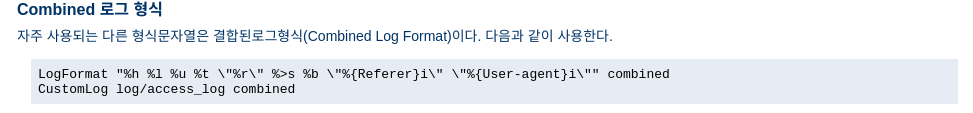 Combined 로그 형식
자주 사용되는 다른 형식문자열은 결합된로그형식(Combined Log Format)이다. 다음과 같이 사용한다.
LogFormat "%h %l %u %t \"%r\" %>s %b \"%{Referer}i\" \"%{User-agent}i\"" combined
CustomLog log/access_log combined